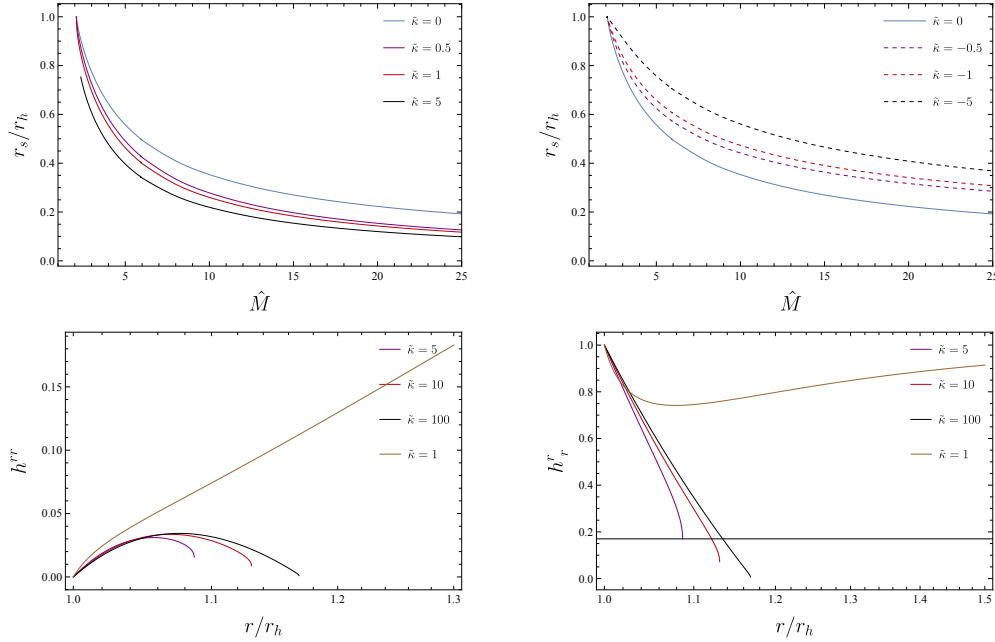 1.0
0.8
0.6
0.4
0.2
0.0
r_s/r_h
5
10
15
20
25
M̂
κ̃ = 0
κ̃ = 0.5
κ̃ = 1
κ̃ = 5
1.0
0.8
0.6
0.4
0.2
0.0
r_s/r_h
5
10
15
20
25
M̂
κ̃ = 0
κ̃ = −0.5
κ̃ = −1
κ̃ = −5
0.15
0.10
0.05
0.00
h^{rr}
1.0
1.1
1.2
1.3
r/r_h
κ̃ = 5
κ̃ = 10
κ̃ = 100
κ̃ = 1
1.0
0.8
0.6
0.4
0.2
0.0
h^r_r
1.0
1.1
1.2
1.3
1.4
1.5
r/r_h
κ̃ = 5
κ̃ = 10
κ̃ = 100
κ̃ = 1